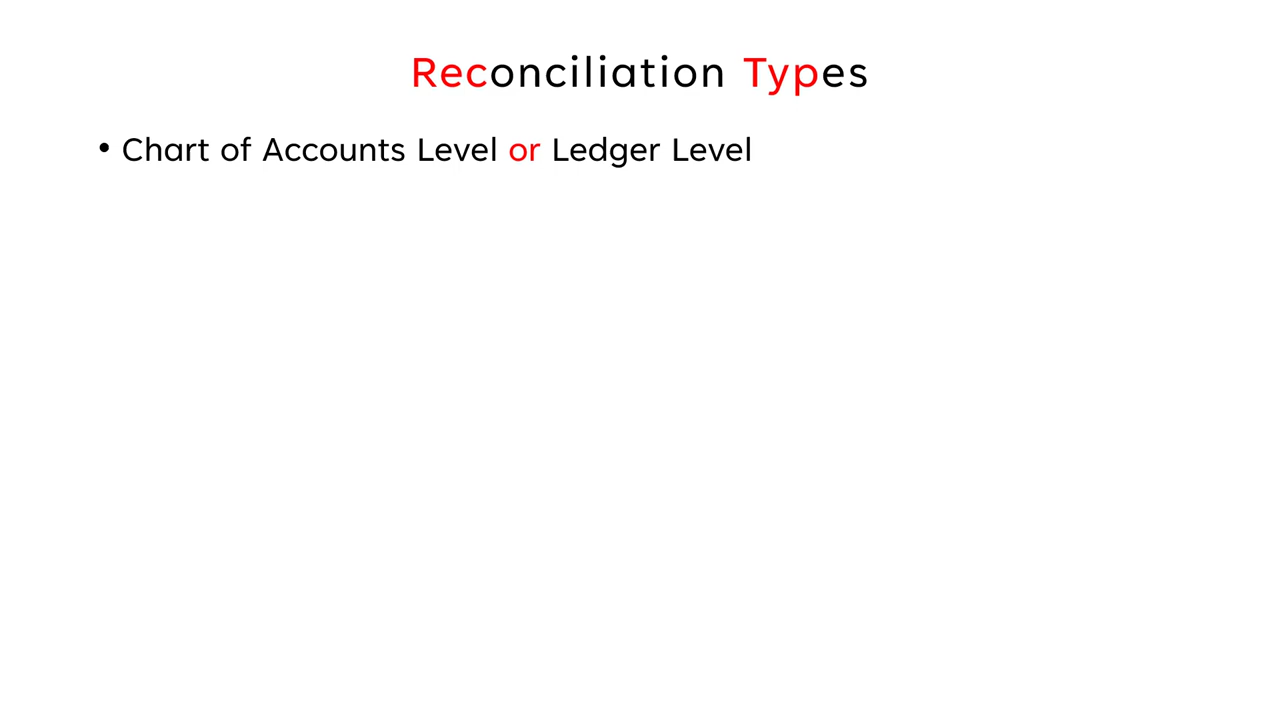 Reconciliation Types
• Chart of Accounts Level or Ledger Level